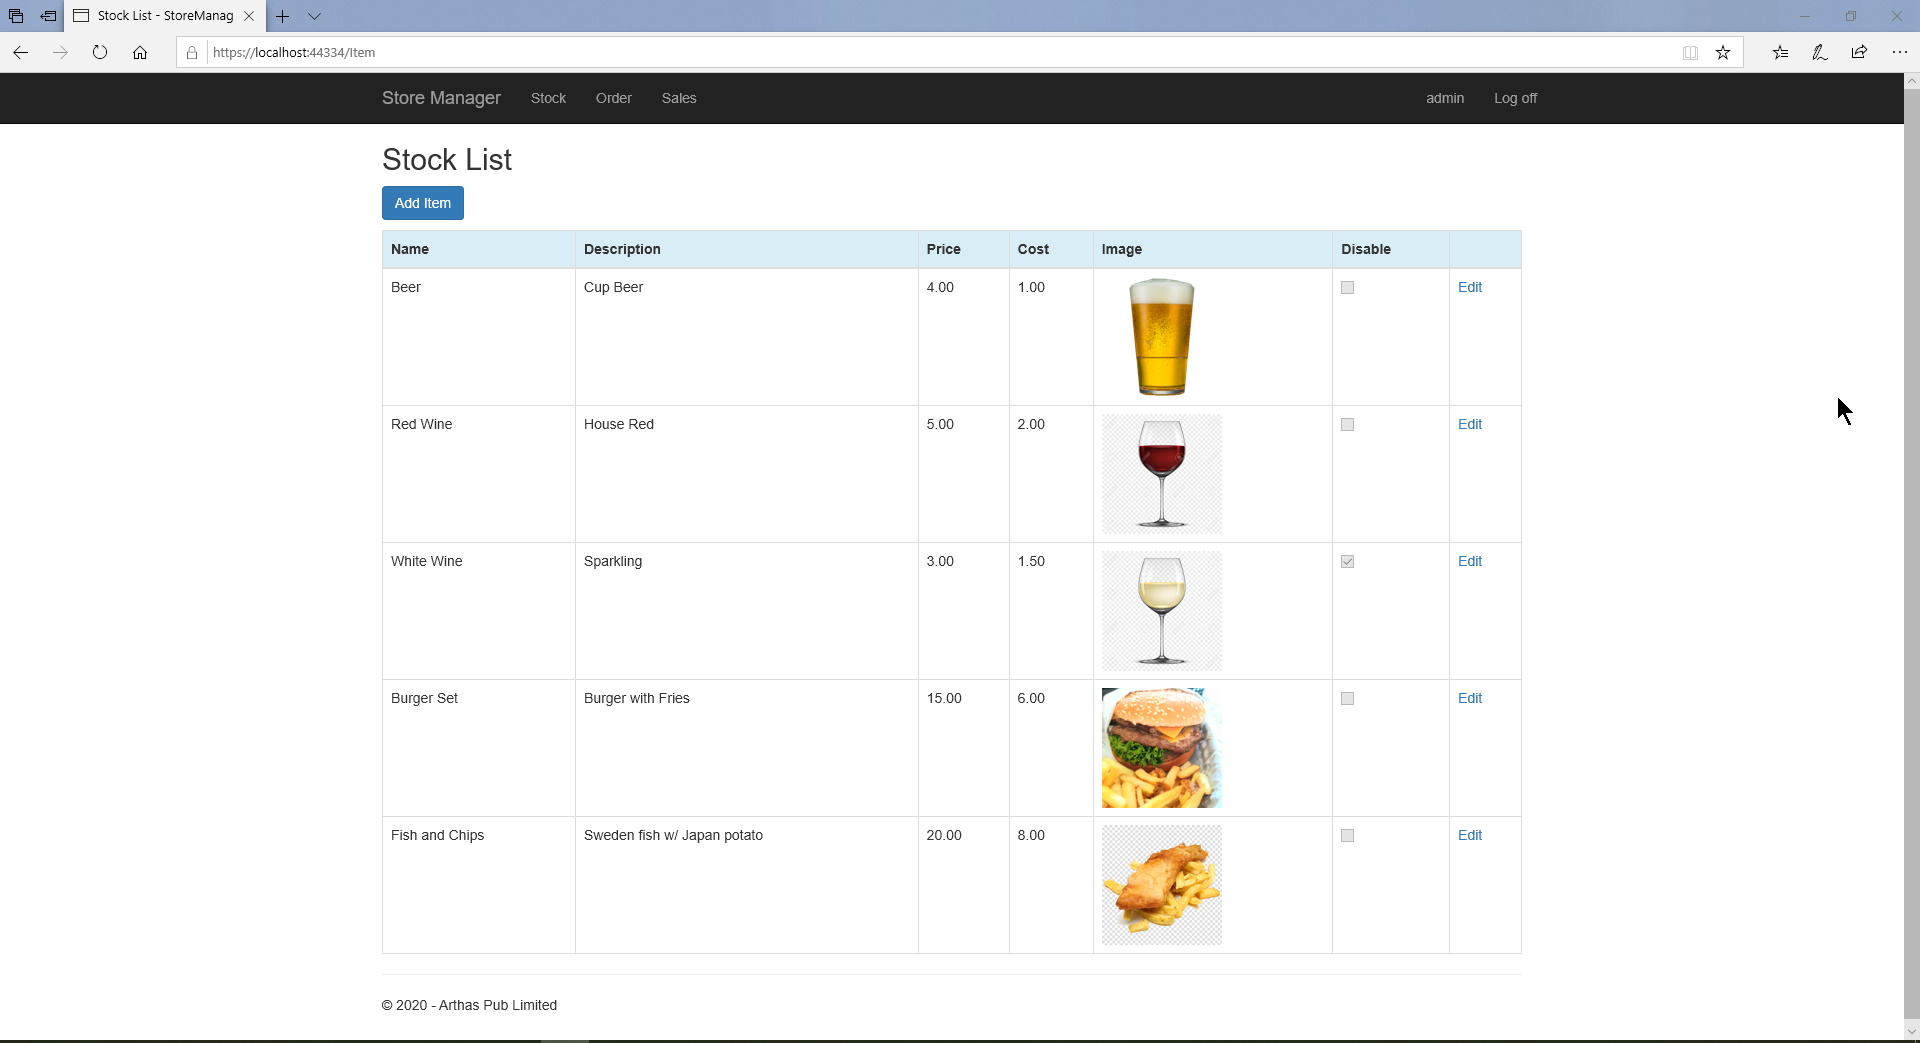 Stock List - StoreManag
https://localhost:44334/Item
Store Manager Stock Order Sales admin Log off
Stock List
Add Item
Name Description Price Cost Image Disable
Beer Cup Beer 4.00 1.00 Edit
Red Wine House Red 5.00 2.00 Edit
White Wine Sparkling 3.00 1.50 Edit
Burger Set Burger with Fries 15.00 6.00 Edit
Fish and Chips Sweden fish w/ Japan potato 20.00 8.00 Edit
© 2020 - Arthas Pub Limited